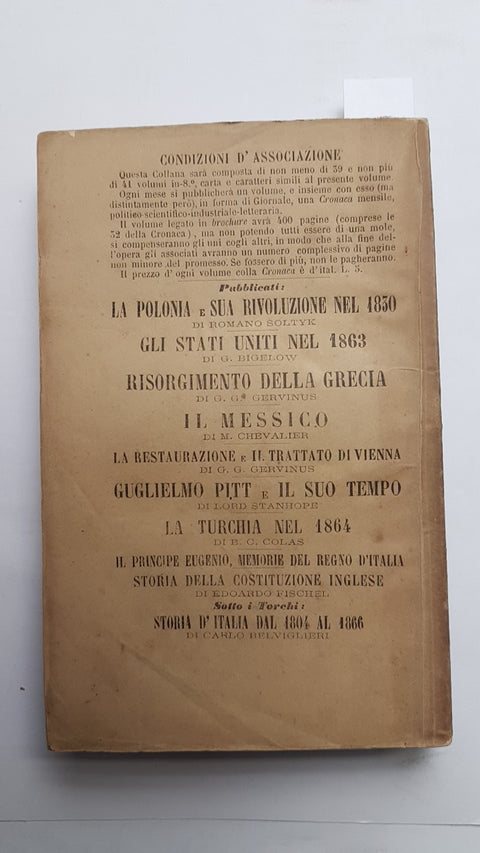 CONDIZIONI D'ASSOCIAZIONE
Questa Collana sarà composta di non meno di 39 e non più
di 41 volumi in-8.º, carta e caratteri simili al presente volume.
Ogni mese si pubblicherà un volume, e insieme con esso (ma
distintamente però), in forma di Giornale, una Cronaca mensile,
politico-scientifico-industriale-letteraria.
Il volume legato in brochure avrà 400 pagine (comprese le
32 della Cronaca), ma non potendo tutti essere di una mole,
si compenseranno gli uni cogli altri, in modo che alla fine del-
l'opera gli associati avranno un numero complessivo di pagine
non minore del promesso. Se fossero di più, non le pagheranno.
Il prezzo d'ogni volume colla Cronaca è d'ital. L. 5.
Pubblicati:
LA POLONIA E SUA RIVOLUZIONE NEL 1830
DI ROMANO SOLTYK
GLI STATI UNITI NEL 1863
DI G. BIGELOW
RISORGIMENTO DELLA GRECIA
DI G. G. GERVINUS
IL MESSICO
DI M. CHEVALIER
LA RESTAURAZIONE E IL TRATTATO DI VIENNA
DI G. G. GERVINUS
GUGLIELMO PITT E IL SUO TEMPO
DI LORD STANHOPE
LA TURCHIA NEL 1864
DI B. C. COLAS
IL PRINCIPE EUGENIO, MEMORIE DEL REGNO D'ITALIA
STORIA DELLA COSTITUZIONE INGLESE
DI EDOARDO FISCHEL
Sotto i Torchi:
STORIA D'ITALIA DAL 1804 AL 1866
DI CARLO BELVIGLIERI